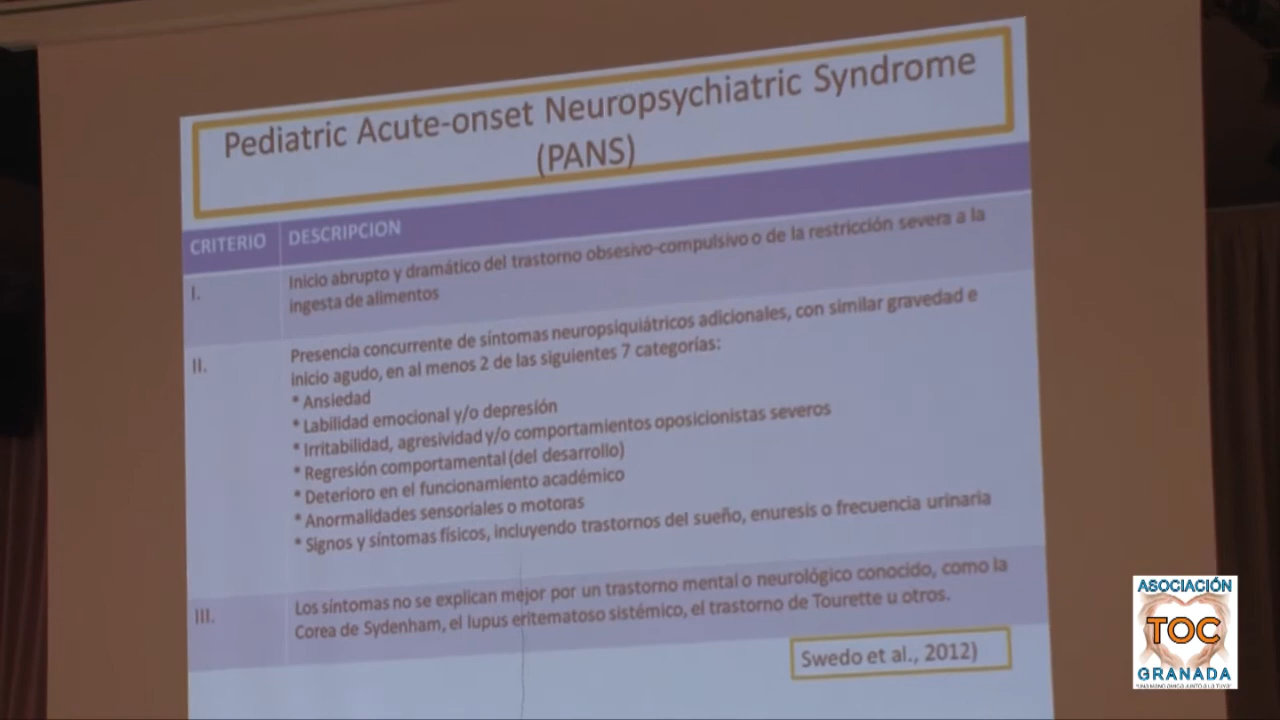 Pediatric Acute-onset Neuropsychiatric Syndrome
(PANS)
CRITERIO DESCRIPCION
I. Inicio abrupto y dramático del trastorno obsesivo-compulsivo o de la restricción severa a la
ingesta de alimentos
II. Presencia concurrente de síntomas neuropsiquiátricos adicionales, con similar gravedad e
inicio agudo, en al menos 2 de las siguientes 7 categorías:
* Ansiedad
* Labilidad emocional y/o depresión
* Irritabilidad, agresividad y/o comportamientos oposicionistas severos
* Regresión comportamental (del desarrollo)
* Deterioro en el funcionamiento académico
* Anormalidades sensoriales o motoras
* Signos y síntomas físicos, incluyendo trastornos del sueño, enuresis o frecuencia urinaria
III. Los síntomas no se explican mejor por un trastorno mental o neurológico conocido, como la
Corea de Sydenham, el lupus eritematoso sistémico, el trastorno de Tourette u otros.
Swedo et al., 2012)
ASOCIACIÓN
TOC
GRANADA